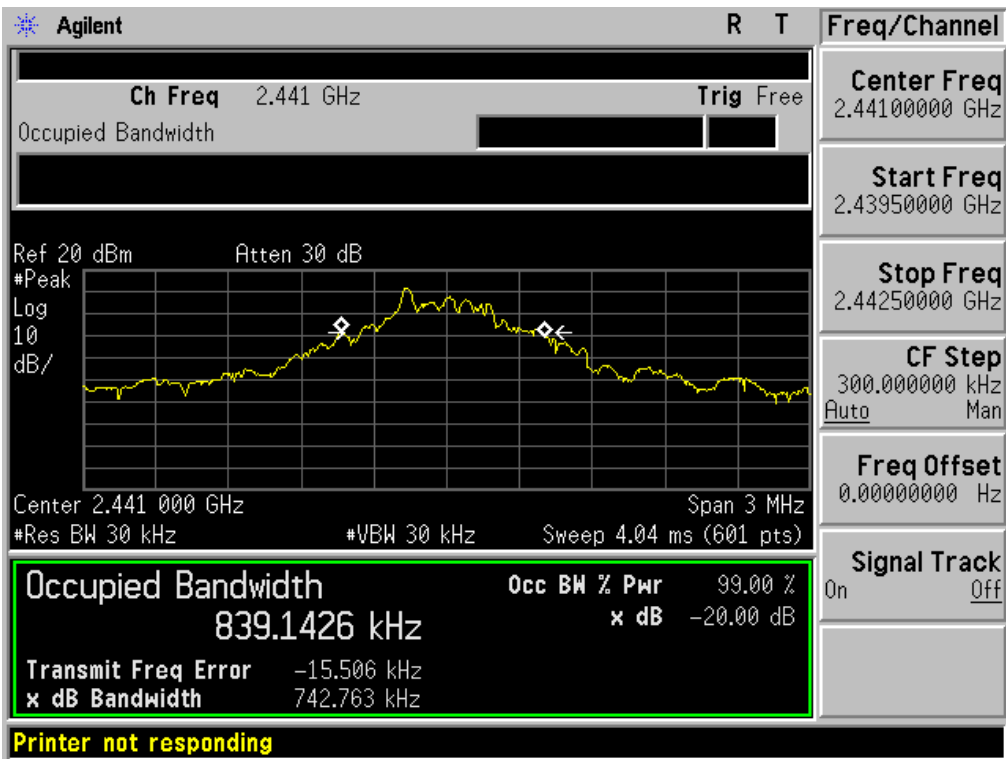 Agilent R T
Freq/Channel
Ch Freq 2.441 GHz Trig Free
Occupied Bandwidth
Center Freq
2.44100000 GHz
Start Freq
2.43950000 GHz
Stop Freq
2.44250000 GHz
CF Step
300.000000 kHz
Auto Man
Freq Offset
0.00000000 Hz
Signal Track
On Off
Ref 20 dBm Atten 30 dB
#Peak
Log
10
dB/
Center 2.441 000 GHz Span 3 MHz
#Res BW 30 kHz #VBW 30 kHz Sweep 4.04 ms (601 pts)
Occupied Bandwidth Occ BW % Pwr 99.00 %
839.1426 kHz x dB -20.00 dB
Transmit Freq Error -15.506 kHz
x dB Bandwidth 742.763 kHz
Printer not responding